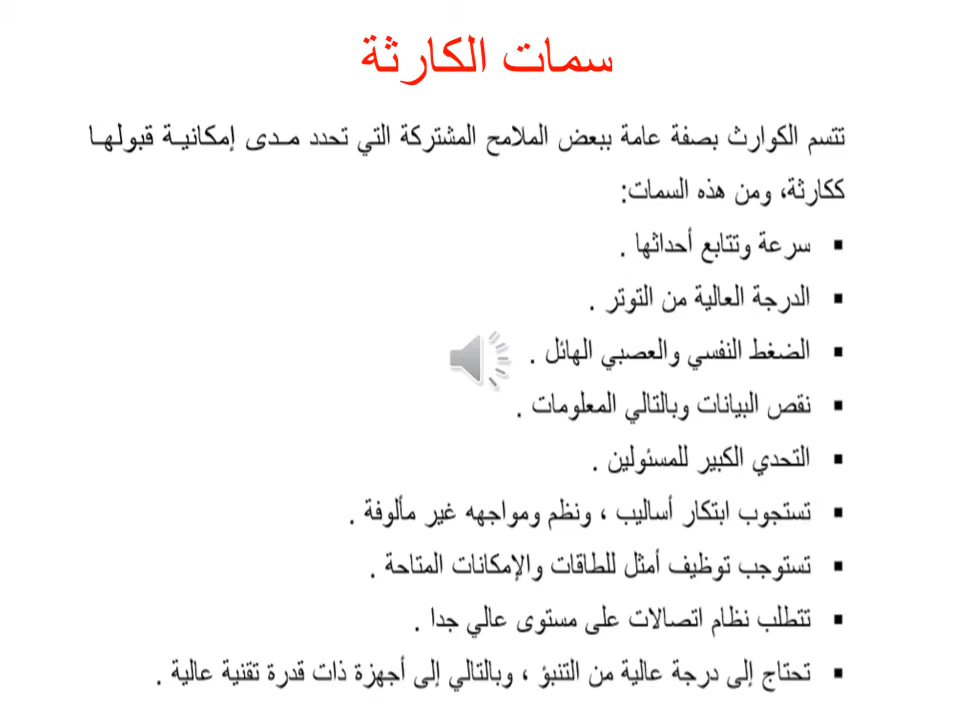 سمات الكارثة
تتسم الكوارث بصفة عامة ببعض الملامح المشتركة التي تحدد مـدى إمكانيـة قبولهـا
ككارثة، ومن هذه السمات:
▪ سرعة وتتابع أحداثها .
▪ الدرجة العالية من التوتر .
▪ الضغط النفسي والعصبي الهائل .
▪ نقص البيانات وبالتالي المعلومات .
▪ التحدي الكبير للمسئولين .
▪ تستجوب ابتكار أساليب ، ونظم ومواجهه غير مألوفة .
▪ تستوجب توظيف أمثل للطاقات والإمكانات المتاحة .
▪ تتطلب نظام اتصالات على مستوى عالي جدا .
▪ تحتاج إلى درجة عالية من التنبؤ ، وبالتالي إلى أجهزة ذات قدرة تقنية عالية .